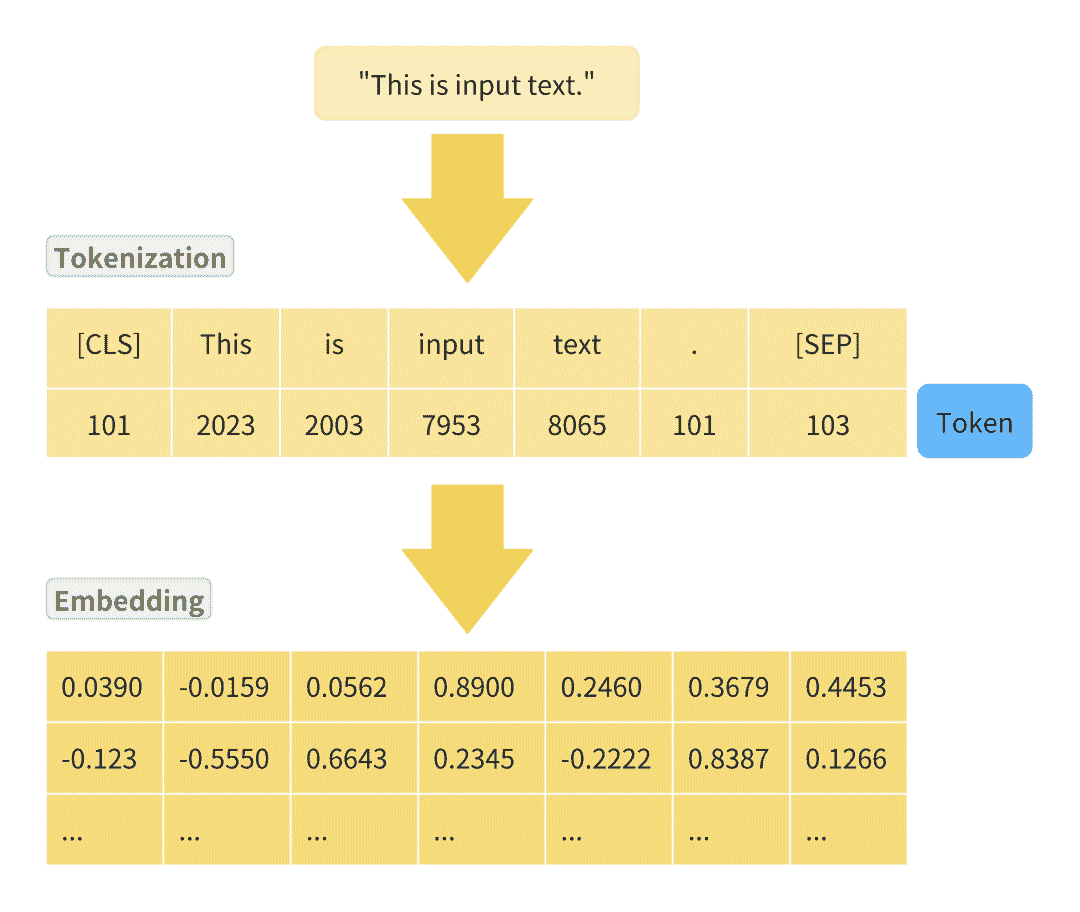 "This is input text."
Tokenization
[CLS] This is input text . [SEP]
101 2023 2003 7953 8065 101 103 Token
Embedding
0.0390 -0.0159 0.0562 0.8900 0.2460 0.3679 0.4453
-0.123 -0.5550 0.6643 0.2345 -0.2222 0.8387 0.1266
... ... ... ... ... ... ...